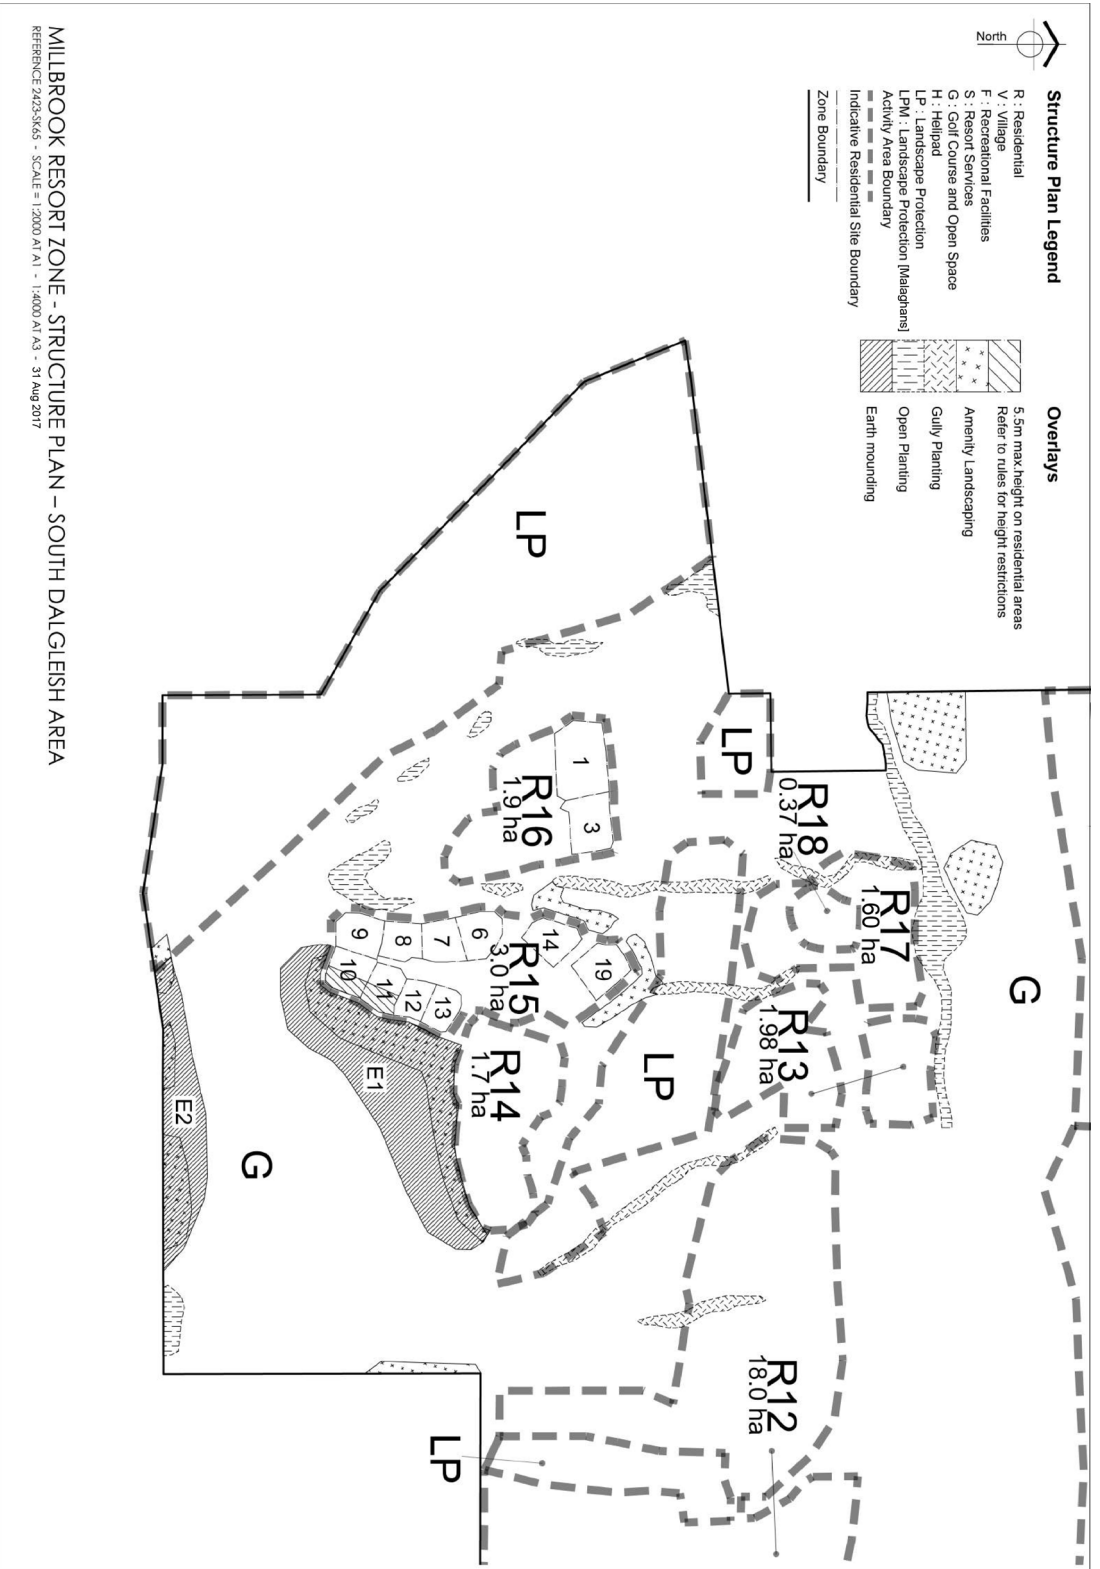 MILLBROOK RESORT ZONE - STRUCTURE PLAN – SOUTH DALGLEISH AREA
REFERENCE 2423-SK65 - SCALE = 1:2000 AT A1 - 1:4000 AT A3 - 31 Aug 2017
North
Structure Plan Legend
R : Residential
V : Village
F : Recreational Facilities
S : Resort Services
G : Golf Course and Open Space
H : Helipad
LP : Landscape Protection
LPM : Landscape Protection [Malaghans]
Activity Area Boundary
Indicative Residential Site Boundary
Zone Boundary
Overlays
5.5m max.height on residential areas
Refer to rules for height restrictions
Amenity Landscaping
Gully Planting
Open Planting
Earth mounding
LP
LP
R18
0.37 ha
R17
1.60 ha
G
R16
1.9 ha
1
3
R13
1.98 ha
LP
R15
3.0 ha
14
19
6
7
8
9
10
11
12
13
R14
1.7 ha
E1
E2
G
R12
18.0 ha
LP